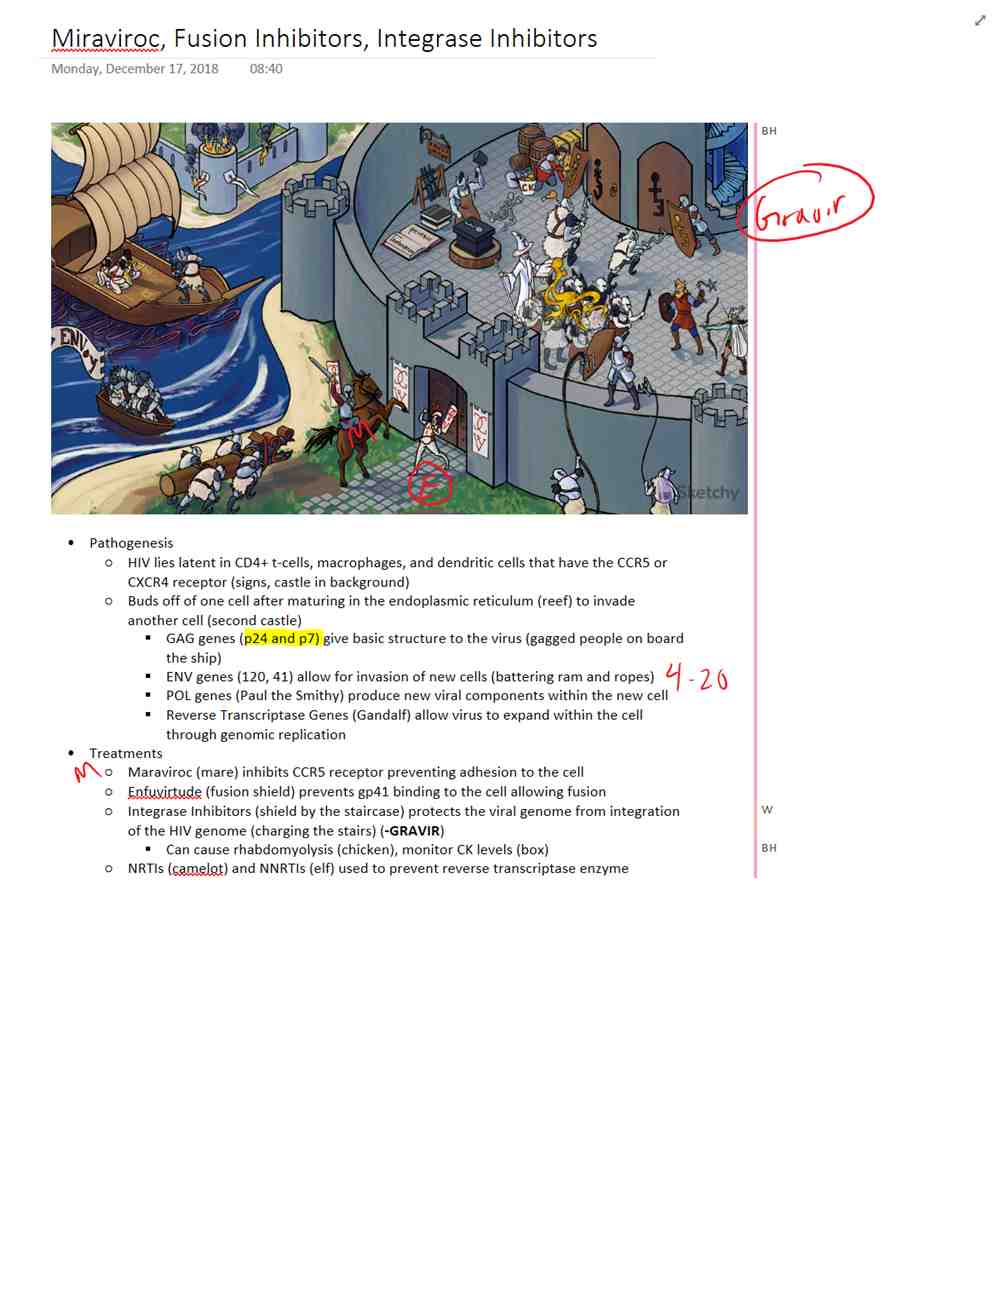 Miraviroc, Fusion Inhibitors, Integrase Inhibitors
Monday, December 17, 2018 08:40
BH
Gravir
CK
ENVoy
M
E
Sketchy
• Pathogenesis
○ HIV lies latent in CD4+ t-cells, macrophages, and dendritic cells that have the CCR5 or
CXCR4 receptor (signs, castle in background)
○ Buds off of one cell after maturing in the endoplasmic reticulum (reef) to invade
another cell (second castle)
▪ GAG genes (p24 and p7) give basic structure to the virus (gagged people on board
the ship)
▪ ENV genes (120, 41) allow for invasion of new cells (battering ram and ropes) 4-20
▪ POL genes (Paul the Smithy) produce new viral components within the new cell
▪ Reverse Transcriptase Genes (Gandalf) allow virus to expand within the cell
through genomic replication
• Treatments
M ○ Maraviroc (mare) inhibits CCR5 receptor preventing adhesion to the cell
○ Enfuvirtude (fusion shield) prevents gp41 binding to the cell allowing fusion
○ Integrase Inhibitors (shield by the staircase) protects the viral genome from integration W
of the HIV genome (charging the stairs) (-GRAVIR)
▪ Can cause rhabdomyolysis (chicken), monitor CK levels (box) BH
○ NRTIs (camelot) and NNRTIs (elf) used to prevent reverse transcriptase enzyme